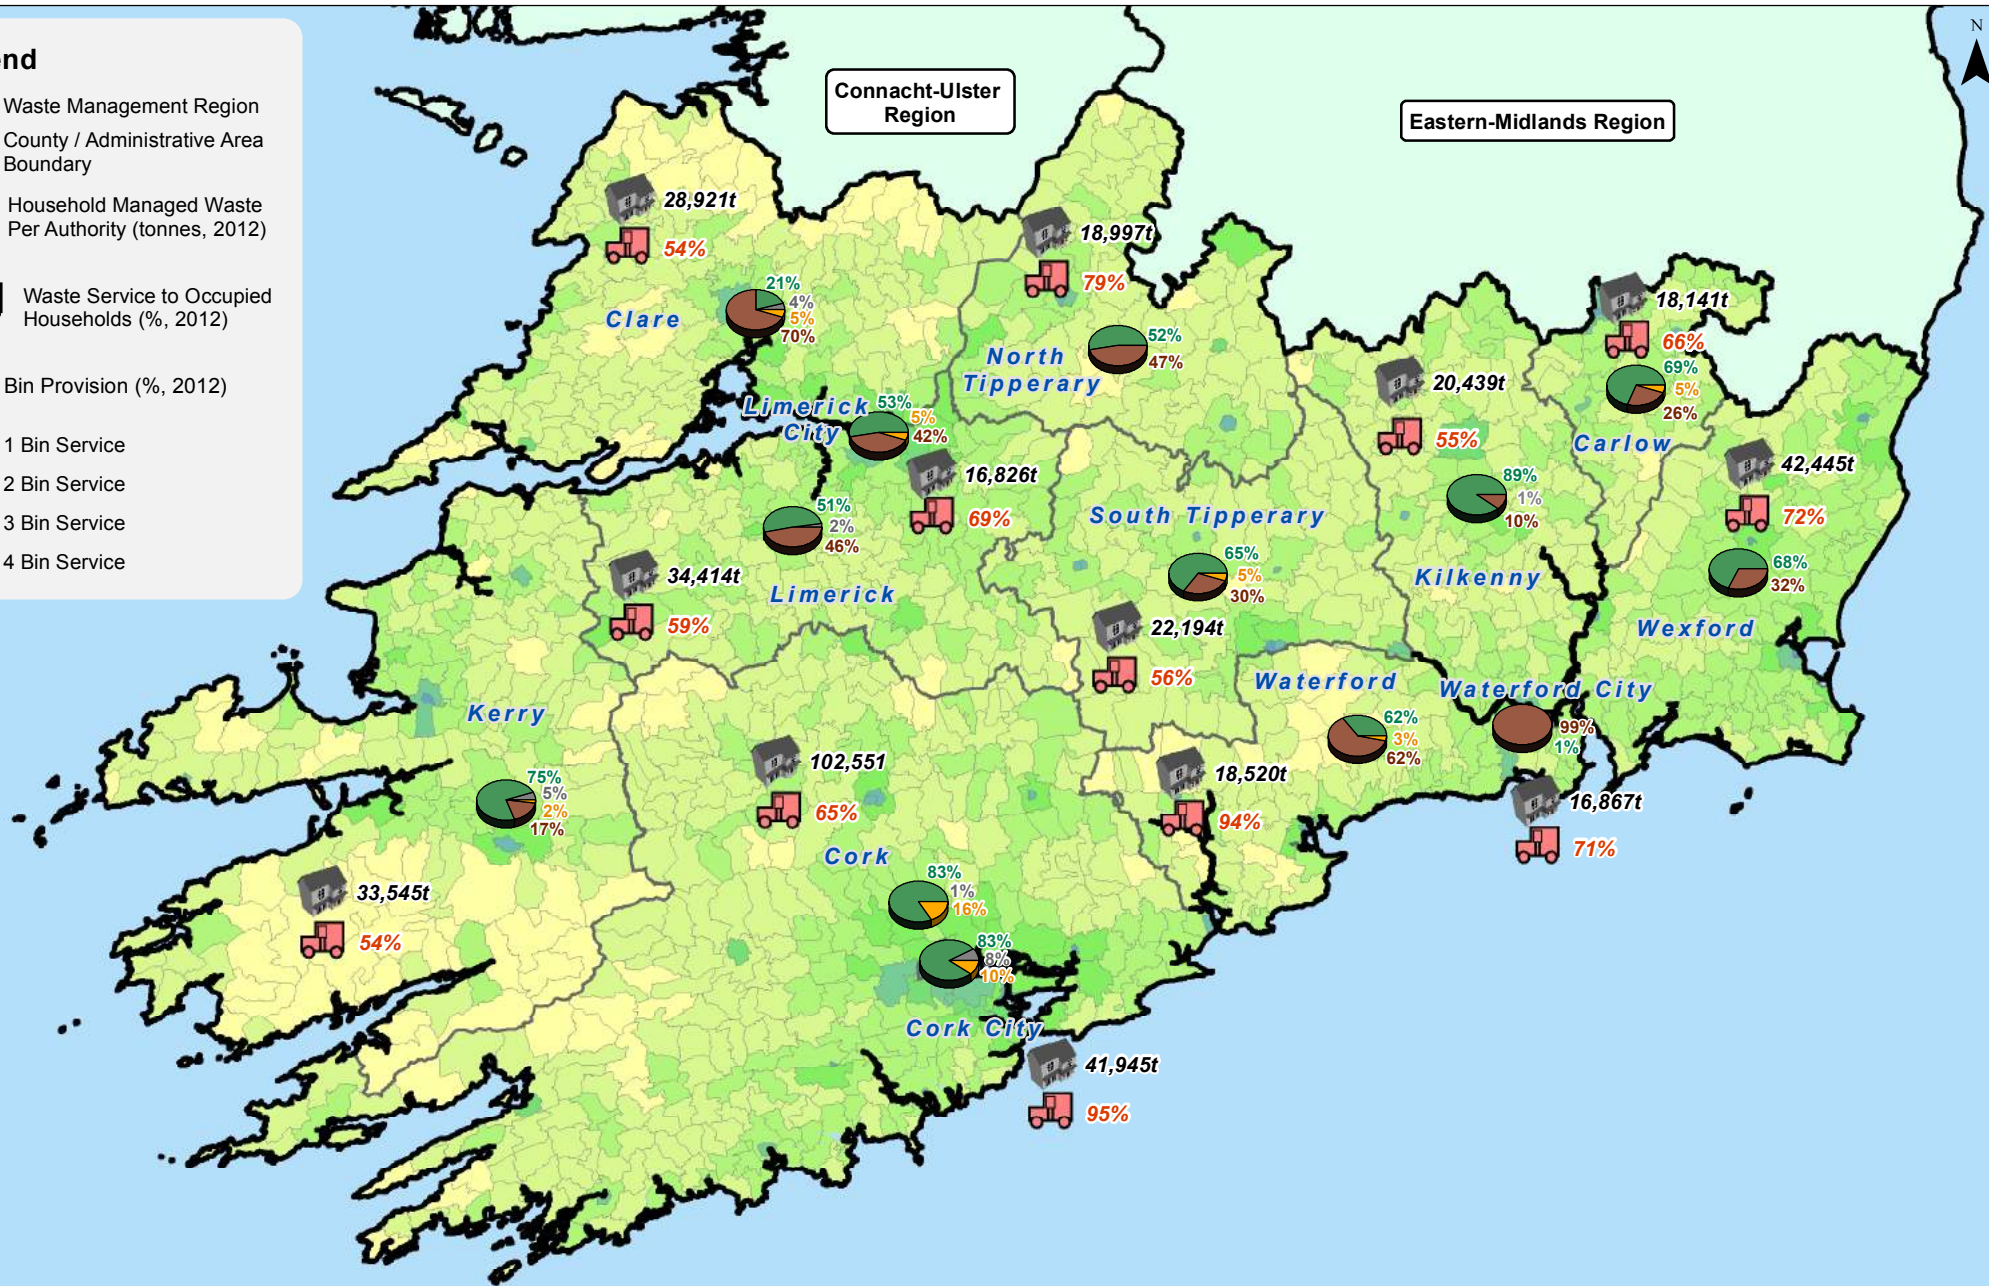 end
Waste Management Region
County / Administrative Area
Boundary
Household Managed Waste
Per Authority (tonnes, 2012)
Waste Service to Occupied
Households (%, 2012)
Bin Provision (%, 2012)
1 Bin Service
2 Bin Service
3 Bin Service
4 Bin Service
Connacht-Ulster
Region
Eastern-Midlands Region
N
28,921t
54%
Clare
21%
4%
5%
70%
18,997t
79%
North
Tipperary
52%
47%
Limerick
City
53%
5%
42%
16,826t
69%
51%
2%
46%
34,414t
59%
Limerick
South Tipperary
65%
5%
30%
22,194t
56%
20,439t
55%
89%
1%
10%
Kilkenny
18,141t
66%
69%
5%
26%
Carlow
42,445t
72%
68%
32%
Wexford
Waterford
62%
3%
62%
18,520t
94%
Waterford City
99%
1%
16,867t
71%
Kerry
75%
5%
2%
17%
33,545t
54%
102,551
65%
Cork
83%
1%
16%
83%
8%
10%
Cork City
41,945t
95%